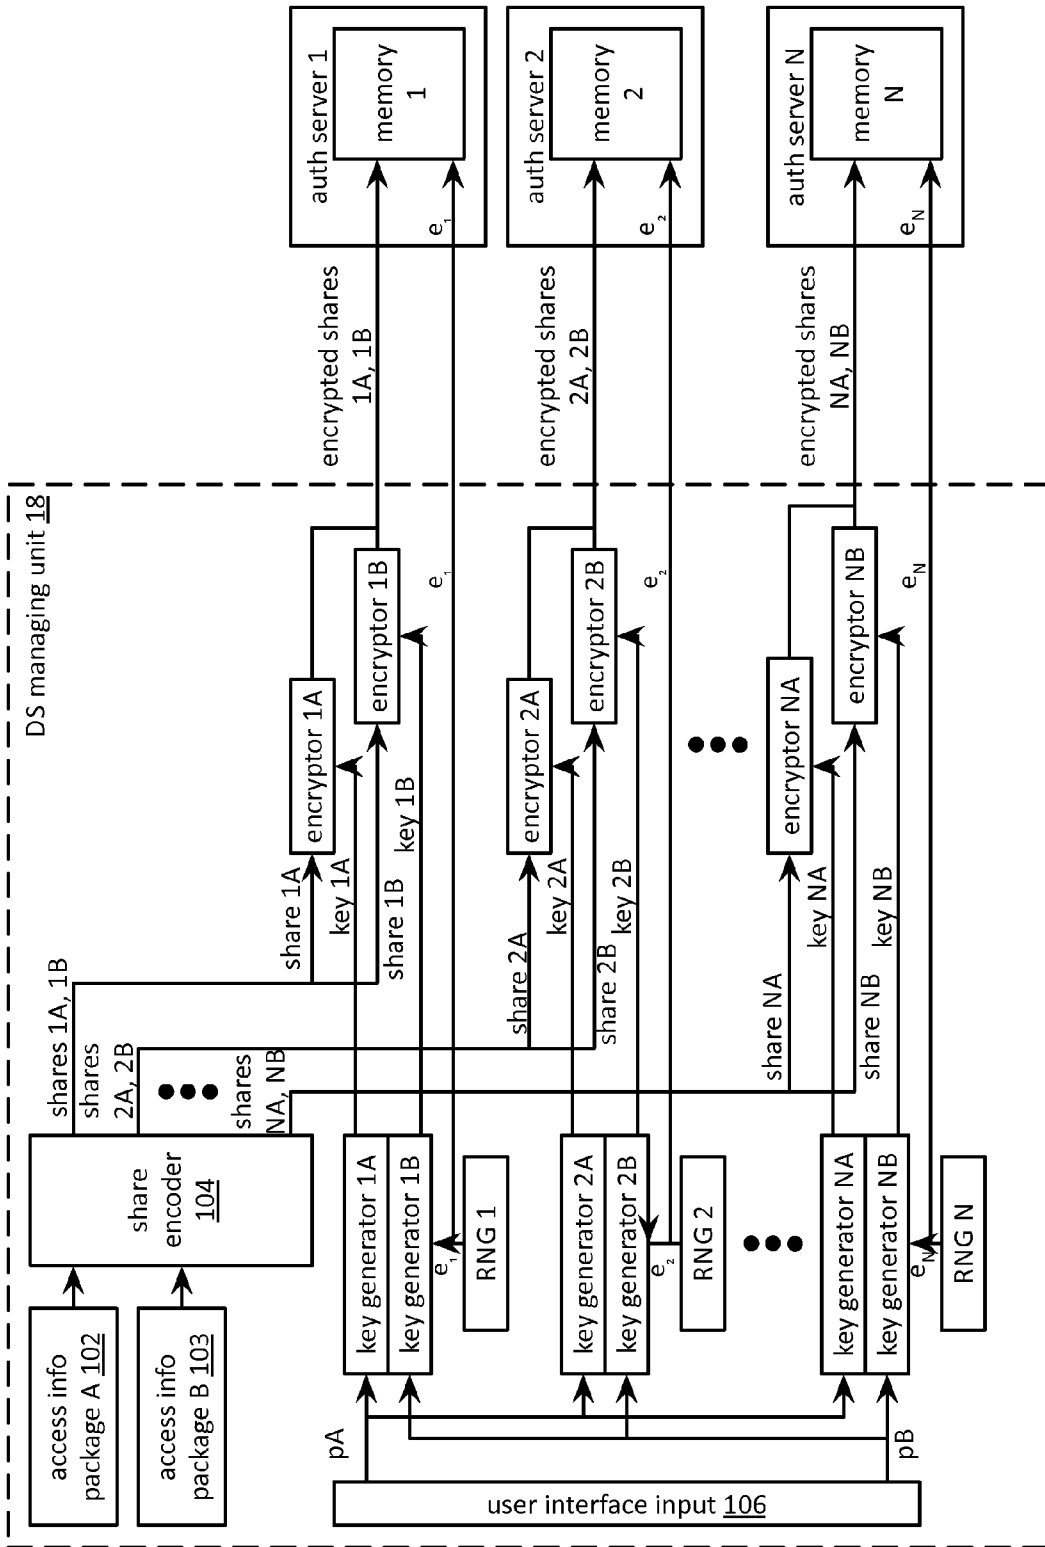 DS managing unit 18
access info
package A 102
access info
package B 103
share
encoder
104
shares 1A, 1B
shares
2A, 2B
shares
NA, NB
user interface input 106
pA
pB
key generator 1A
key generator 1B
e1
RNG 1
share 1A
key 1A
share 1B
key 1B
encryptor 1A
encryptor 1B
e1
encrypted shares
1A, 1B
e1
auth server 1
memory
1
key generator 2A
key generator 2B
e2
RNG 2
share 2A
key 2A
share 2B
key 2B
encryptor 2A
encryptor 2B
e2
encrypted shares
2A, 2B
e2
auth server 2
memory
2
key generator NA
key generator NB
eN
RNG N
share NA
key NA
share NB
key NB
encryptor NA
encryptor NB
eN
encrypted shares
NA, NB
eN
auth server N
memory
N